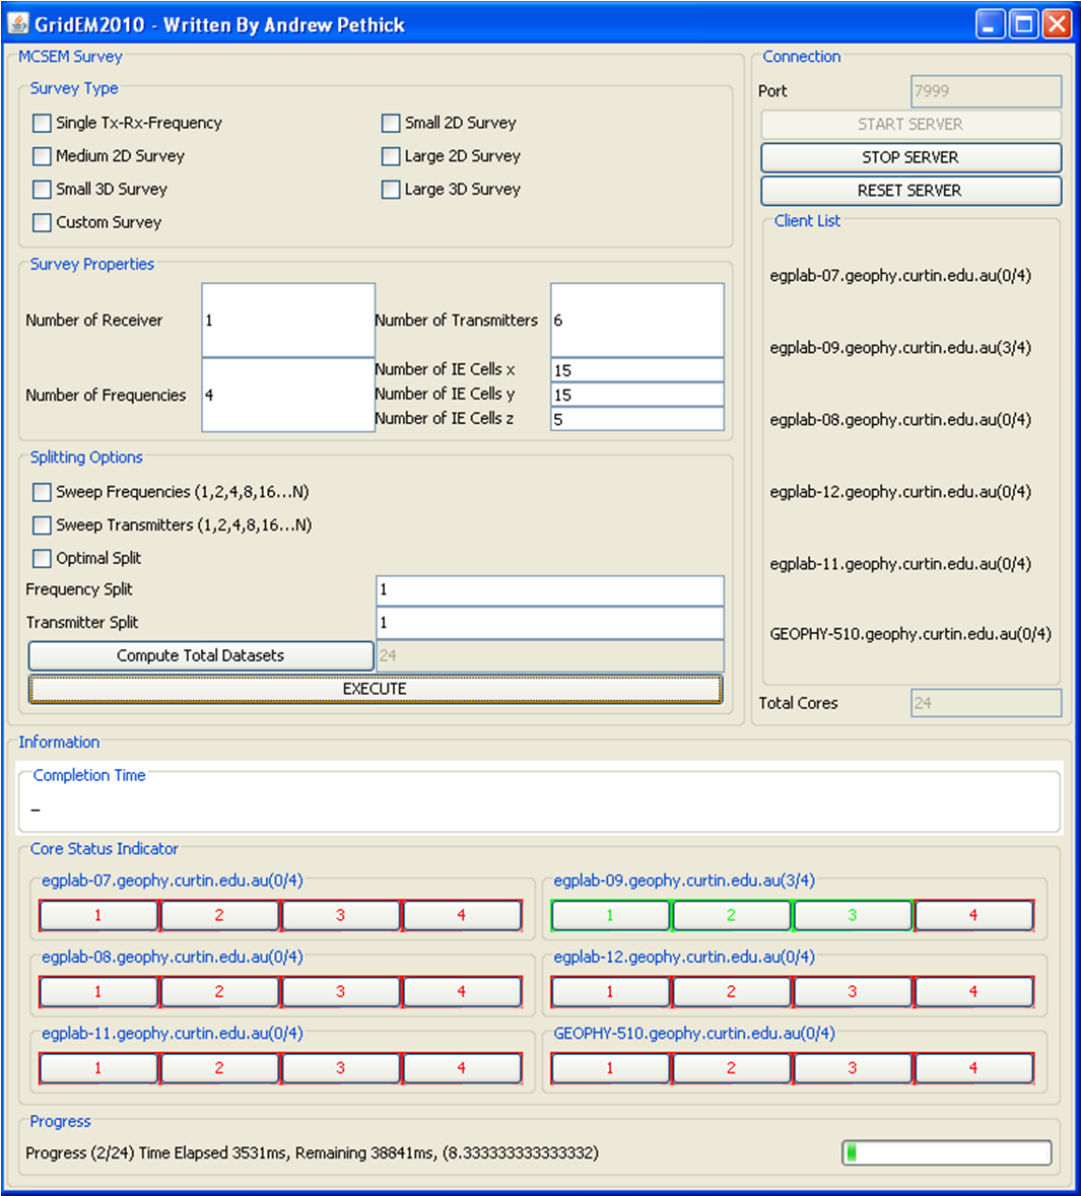 GridEM2010 - Written By Andrew Pethick
MCSEM Survey
Survey Type
Single Tx-Rx-Frequency
Small 2D Survey
Medium 2D Survey
Large 2D Survey
Small 3D Survey
Large 3D Survey
Custom Survey
Survey Properties
Number of Receiver 1
Number of Transmitters 6
Number of Frequencies 4
Number of IE Cells x 15
Number of IE Cells y 15
Number of IE Cells z 5
Splitting Options
Sweep Frequencies (1,2,4,8,16...N)
Sweep Transmitters (1,2,4,8,16...N)
Optimal Split
Frequency Split 1
Transmitter Split 1
Compute Total Datasets 24
EXECUTE
Connection
Port 7999
START SERVER
STOP SERVER
RESET SERVER
Client List
egplab-07.geophy.curtin.edu.au(0/4)
egplab-09.geophy.curtin.edu.au(3/4)
egplab-08.geophy.curtin.edu.au(0/4)
egplab-12.geophy.curtin.edu.au(0/4)
egplab-11.geophy.curtin.edu.au(0/4)
GEOPHY-510.geophy.curtin.edu.au(0/4)
Total Cores 24
Information
Completion Time
–
Core Status Indicator
egplab-07.geophy.curtin.edu.au(0/4)
1 2 3 4
egplab-09.geophy.curtin.edu.au(3/4)
1 2 3 4
egplab-08.geophy.curtin.edu.au(0/4)
1 2 3 4
egplab-12.geophy.curtin.edu.au(0/4)
1 2 3 4
egplab-11.geophy.curtin.edu.au(0/4)
1 2 3 4
GEOPHY-510.geophy.curtin.edu.au(0/4)
1 2 3 4
Progress
Progress (2/24) Time Elapsed 3531ms, Remaining 38841ms, (8.333333333333332)